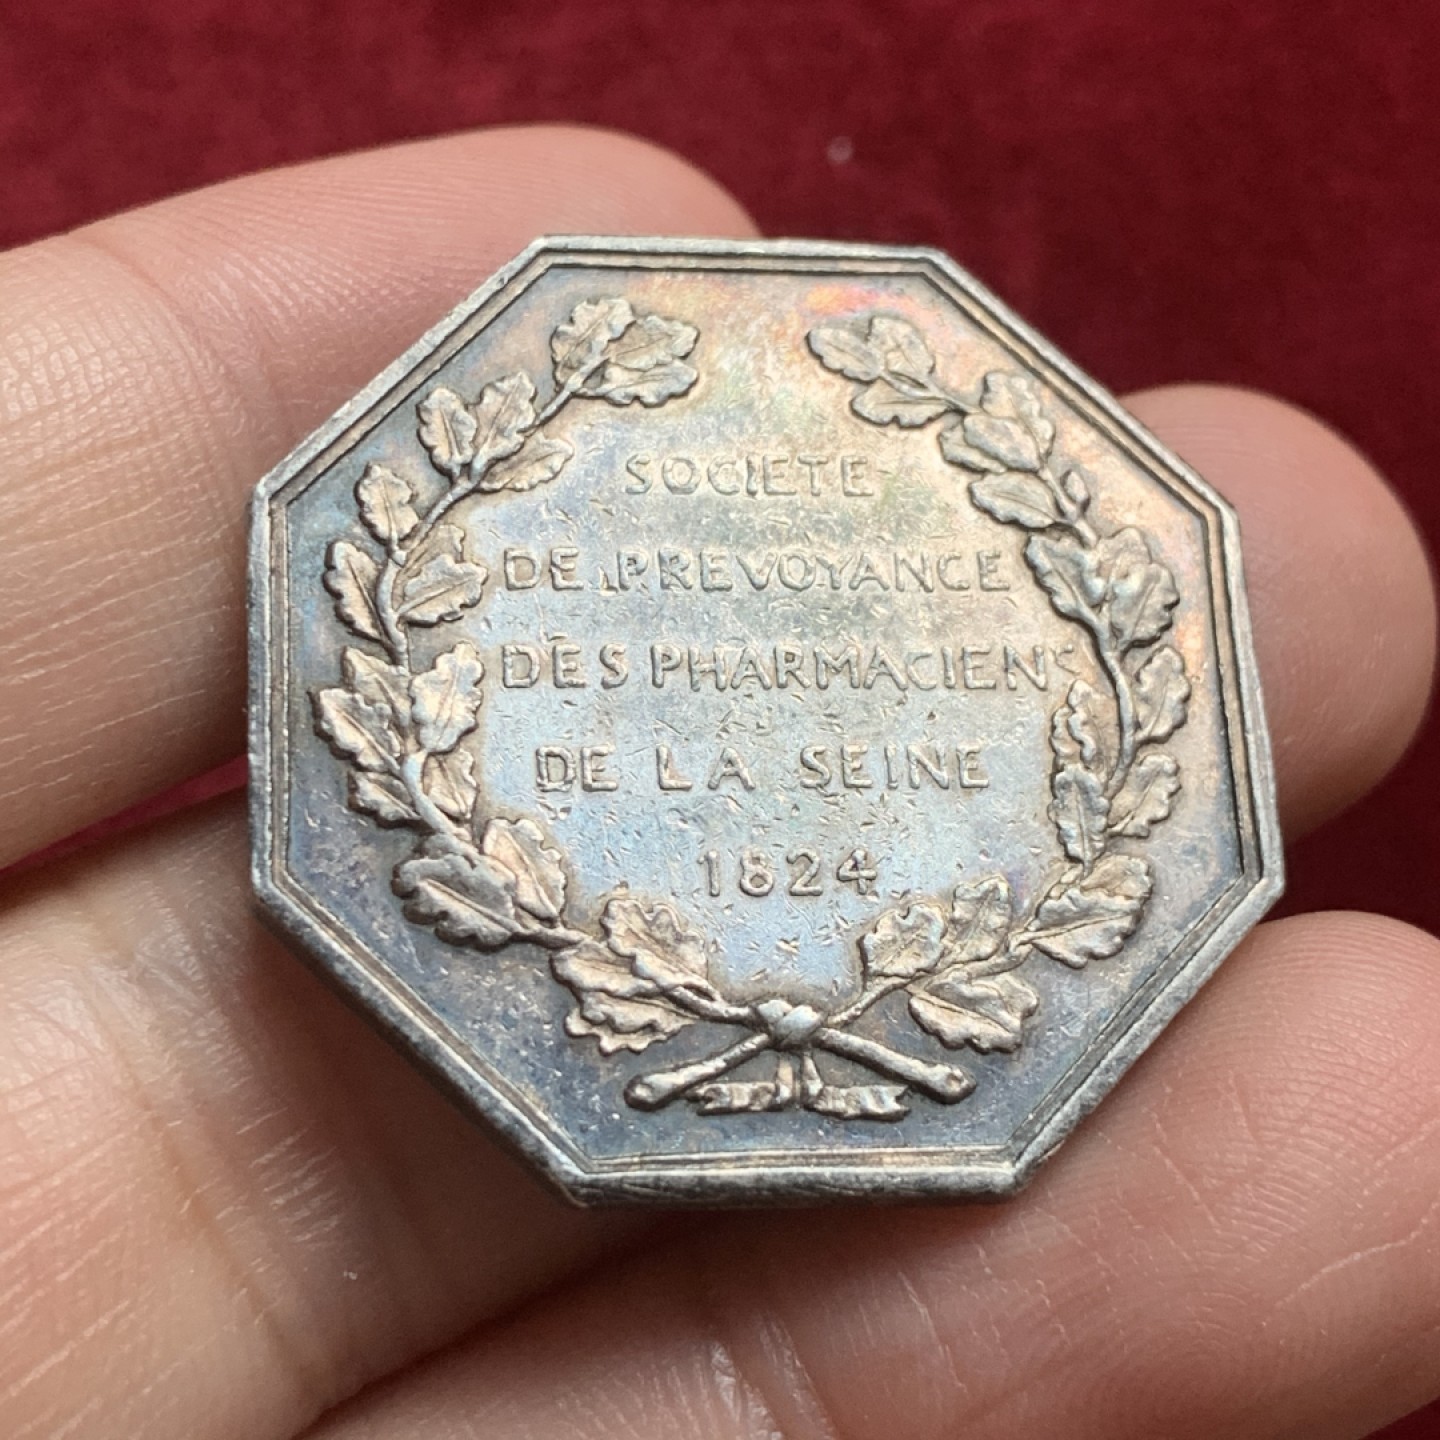 SOCIETE
DE PREVOYANCE
DES PHARMACIENS
DE LA SEINE
1824